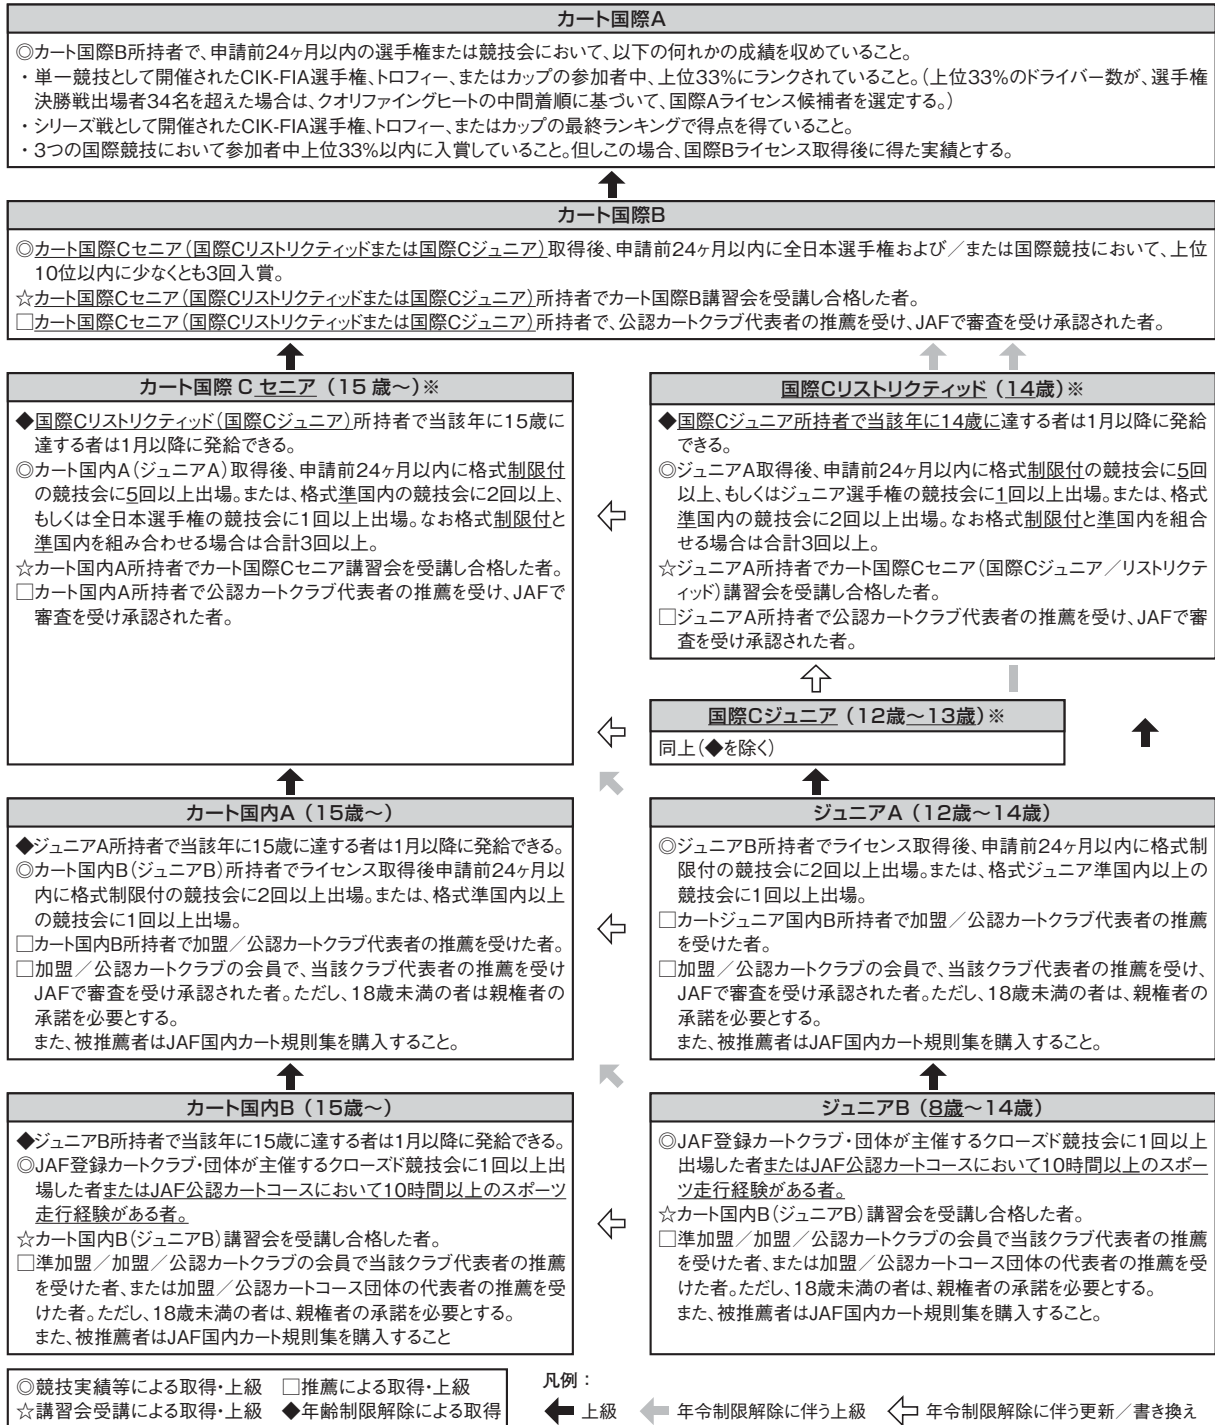 カート国際A
◎カート国際B所持者で、申請前24ヶ月以内の選手権または競技会において、以下の何れかの成績を収めていること。
・単一競技として開催されたCIK-FIA選手権、トロフィー、またはカップの参加者中、上位33%にランクされていること。(上位33%のドライバー数が、選手権
決勝戦出場者34名を超えた場合は、クオリファイングヒートの中間着順に基づいて、国際Aライセンス候補者を選定する。)
・シリーズ戦として開催されたCIK-FIA選手権、トロフィー、またはカップの最終ランキングで得点を得ていること。
・3つの国際競技において参加者中上位33%以内に入賞していること。但しこの場合、国際Bライセンス取得後に得た実績とする。
カート国際B
◎カート国際Cセニア(国際Cリストリクティッドまたは国際Cジュニア)取得後、申請前24ヶ月以内に全日本選手権および/または国際競技において、上位
10位以内に少なくとも3回入賞。
☆カート国際Cセニア(国際Cリストリクティッドまたは国際Cジュニア)所持者でカート国際B講習会を受講し合格した者。
□カート国際Cセニア(国際Cリストリクティッドまたは国際Cジュニア)所持者で、公認カートクラブ代表者の推薦を受け、JAFで審査を受け承認された者。
カート国際 C セニア (15 歳～)※
◆国際Cリストリクティッド(国際Cジュニア)所持者で当該年に15歳に
達する者は1月以降に発給できる。
◎カート国内A(ジュニアA)取得後、申請前24ヶ月以内に格式制限付
の競技会に5回以上出場。または、格式準国内の競技会に2回以上、
もしくは全日本選手権の競技会に1回以上出場。なお格式制限付と
準国内を組み合わせる場合は合計3回以上。
☆カート国内A所持者でカート国際Cセニア講習会を受講し合格した者。
□カート国内A所持者で公認カートクラブ代表者の推薦を受け、JAFで
審査を受け承認された者。
国際Cリストリクティッド (14歳)※
◆国際Cジュニア所持者で当該年に14歳に達する者は1月以降に発給
できる。
◎ジュニアA取得後、申請前24ヶ月以内に格式制限付の競技会に5回
以上、もしくはジュニア選手権の競技会に1回以上出場。または、格式
準国内の競技会に2回以上。なお格式制限付と準国内を組合
せる場合は合計3回以上。
☆ジュニアA所持者でカート国際Cセニア(国際Cジュニア/リストリクテ
ィッド)講習会を受講し合格した者。
□ジュニアA所持者で公認カートクラブ代表者の推薦を受け、JAFで審
査を受け承認された者。
国際Cジュニア (12歳～13歳)※
同上(◆を除く)
カート国内A (15歳～)
◆ジュニアA所持者で当該年に15歳に達する者は1月以降に発給できる。
◎カート国内B(ジュニアB)所持者でライセンス取得後申請前24ヶ月以
内に格式制限付の競技会に2回以上出場。または、格式準国内以上
の競技会に1回以上出場。
□カート国内B所持者で加盟/公認カートクラブ代表者の推薦を受けた者。
□加盟/公認カートクラブの会員で、当該クラブ代表者の推薦を受け
JAFで審査を受け承認された者。ただし、18歳未満の者は親権者の
承諾を必要とする。
また、被推薦者はJAF国内カート規則集を購入すること。
ジュニアA (12歳～14歳)
◎ジュニアB所持者でライセンス取得後、申請前24ヶ月以内に格式制
限付の競技会に2回以上出場。または、格式ジュニア準国内以上の
競技会に1回以上出場。
□カートジュニア国内B所持者で加盟/公認カートクラブ代表者の推薦
を受けた者。
□加盟/公認カートクラブの会員で、当該クラブ代表者の推薦を受け、
JAFで審査を受け承認された者。ただし、18歳未満の者は、親権者の
承諾を必要とする。
また、被推薦者はJAF国内カート規則集を購入すること。
カート国内B (15歳～)
◆ジュニアB所持者で当該年に15歳に達する者は1月以降に発給できる。
◎JAF登録カートクラブ・団体が主催するクローズド競技会に1回以上出
場した者またはJAF公認カートコースにおいて10時間以上のスポーツ
走行経験がある者。
☆カート国内B(ジュニアB)講習会を受講し合格した者。
□準加盟/加盟/公認カートクラブの会員で当該クラブ代表者の推薦
を受けた者、または加盟/公認カートコース団体の代表者の推薦を受
けた者。ただし、18歳未満の者は、親権者の承諾を必要とする。
また、被推薦者はJAF国内カート規則集を購入すること
ジュニアB (8歳～14歳)
◎JAF登録カートクラブ・団体が主催するクローズド競技会に1回以上
出場した者またはJAF公認カートコースにおいて10時間以上のスポー
ツ走行経験がある者。
☆カート国内B(ジュニアB)講習会を受講し合格した者。
□準加盟/加盟/公認カートクラブの会員で当該クラブ代表者の推薦
を受けた者、または加盟/公認カートコース団体の代表者の推薦を受
けた者。ただし、18歳未満の者は、親権者の承諾を必要とする。
また、被推薦者はJAF国内カート規則集を購入すること。
◎競技実績等による取得・上級 □推薦による取得・上級
☆講習会受講による取得・上級 ◆年齢制限解除による取得
凡例:
上級 年令制限解除に伴う上級 年令制限解除に伴う更新/書き換え